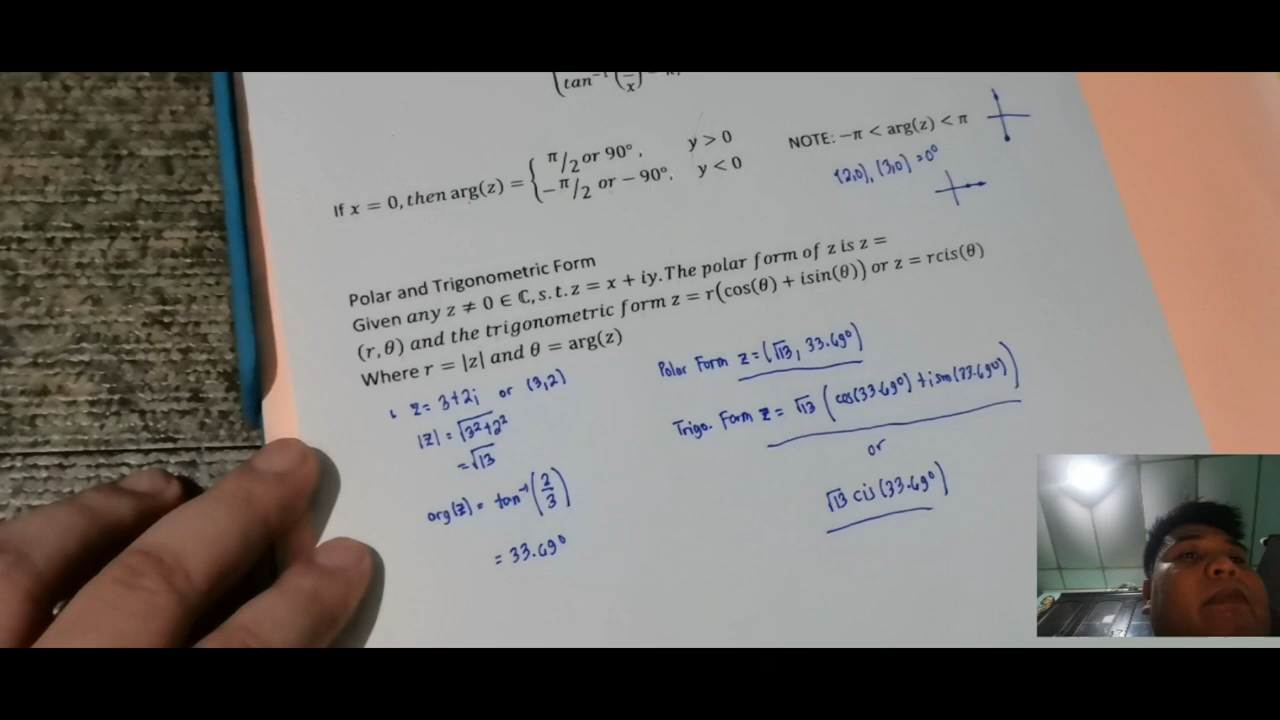 tan⁻¹(—/x)
If x = 0, then arg(z) = { π/2 or 90°, y > 0
−π/2 or − 90°, y < 0
NOTE: −π < arg(z) < π
(2,0), (3,0) = 0°
Polar and Trigonometric Form
Given any z ≠ 0 ∈ ℂ, s. t. z = x + iy. The polar form of z is z =
(r, θ) and the trigonometric form z = r(cos(θ) + isin(θ)) or z = rcis(θ)
Where r = |z| and θ = arg(z)
z = 3+2i or (3,2)
|z| = √3²+2²
= √13
arg(z) = tan⁻¹(2/3)
= 33.69°
Polar Form z = (√13, 33.69°)
Trigo. Form z = √13 (cos(33.69°) + i sin(33.69°))
or
√13 cis(33.69°)